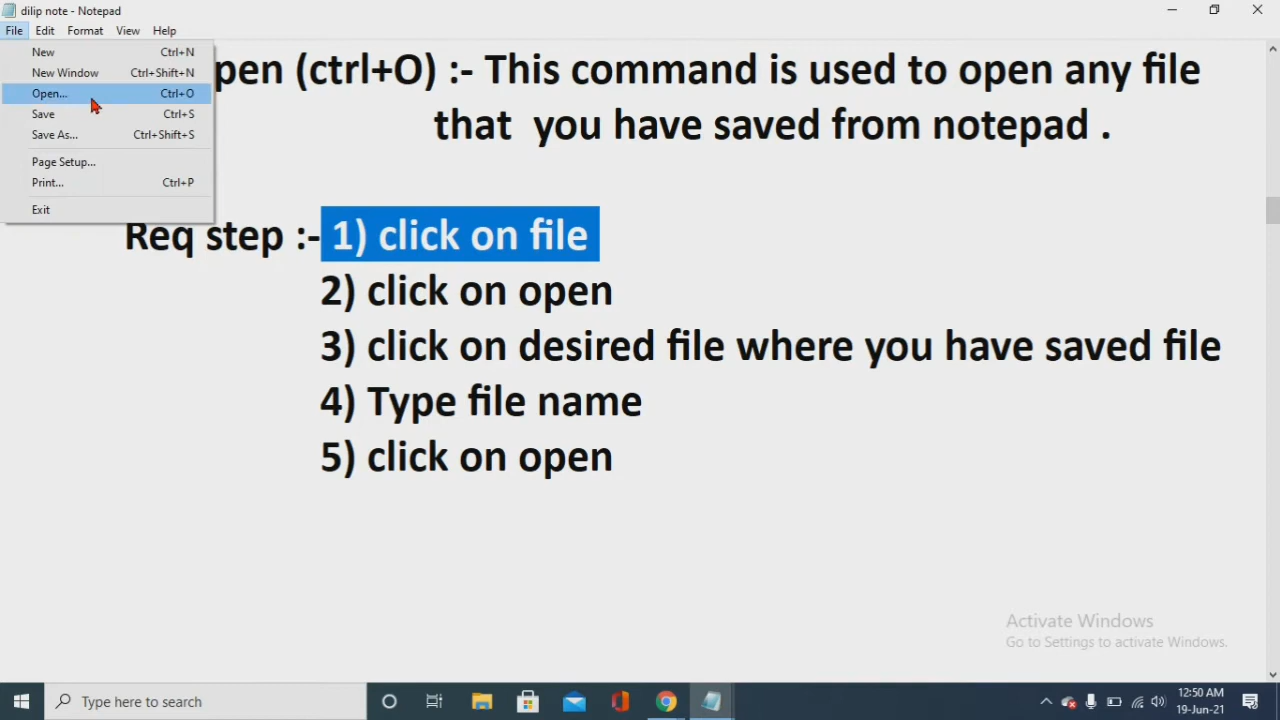 dilip note - Notepad
File Edit Format View Help
New Ctrl+N
New Window Ctrl+Shift+N
Open... Ctrl+O
Save Ctrl+S
Save As... Ctrl+Shift+S
Page Setup...
Print... Ctrl+P
Exit
pen (ctrl+O) :- This command is used to open any file
that you have saved from notepad .
Req step :- 1) click on file
2) click on open
3) click on desired file where you have saved file
4) Type file name
5) click on open
Activate Windows
Go to Settings to activate Windows.
Type here to search
12:50 AM
19-Jun-21